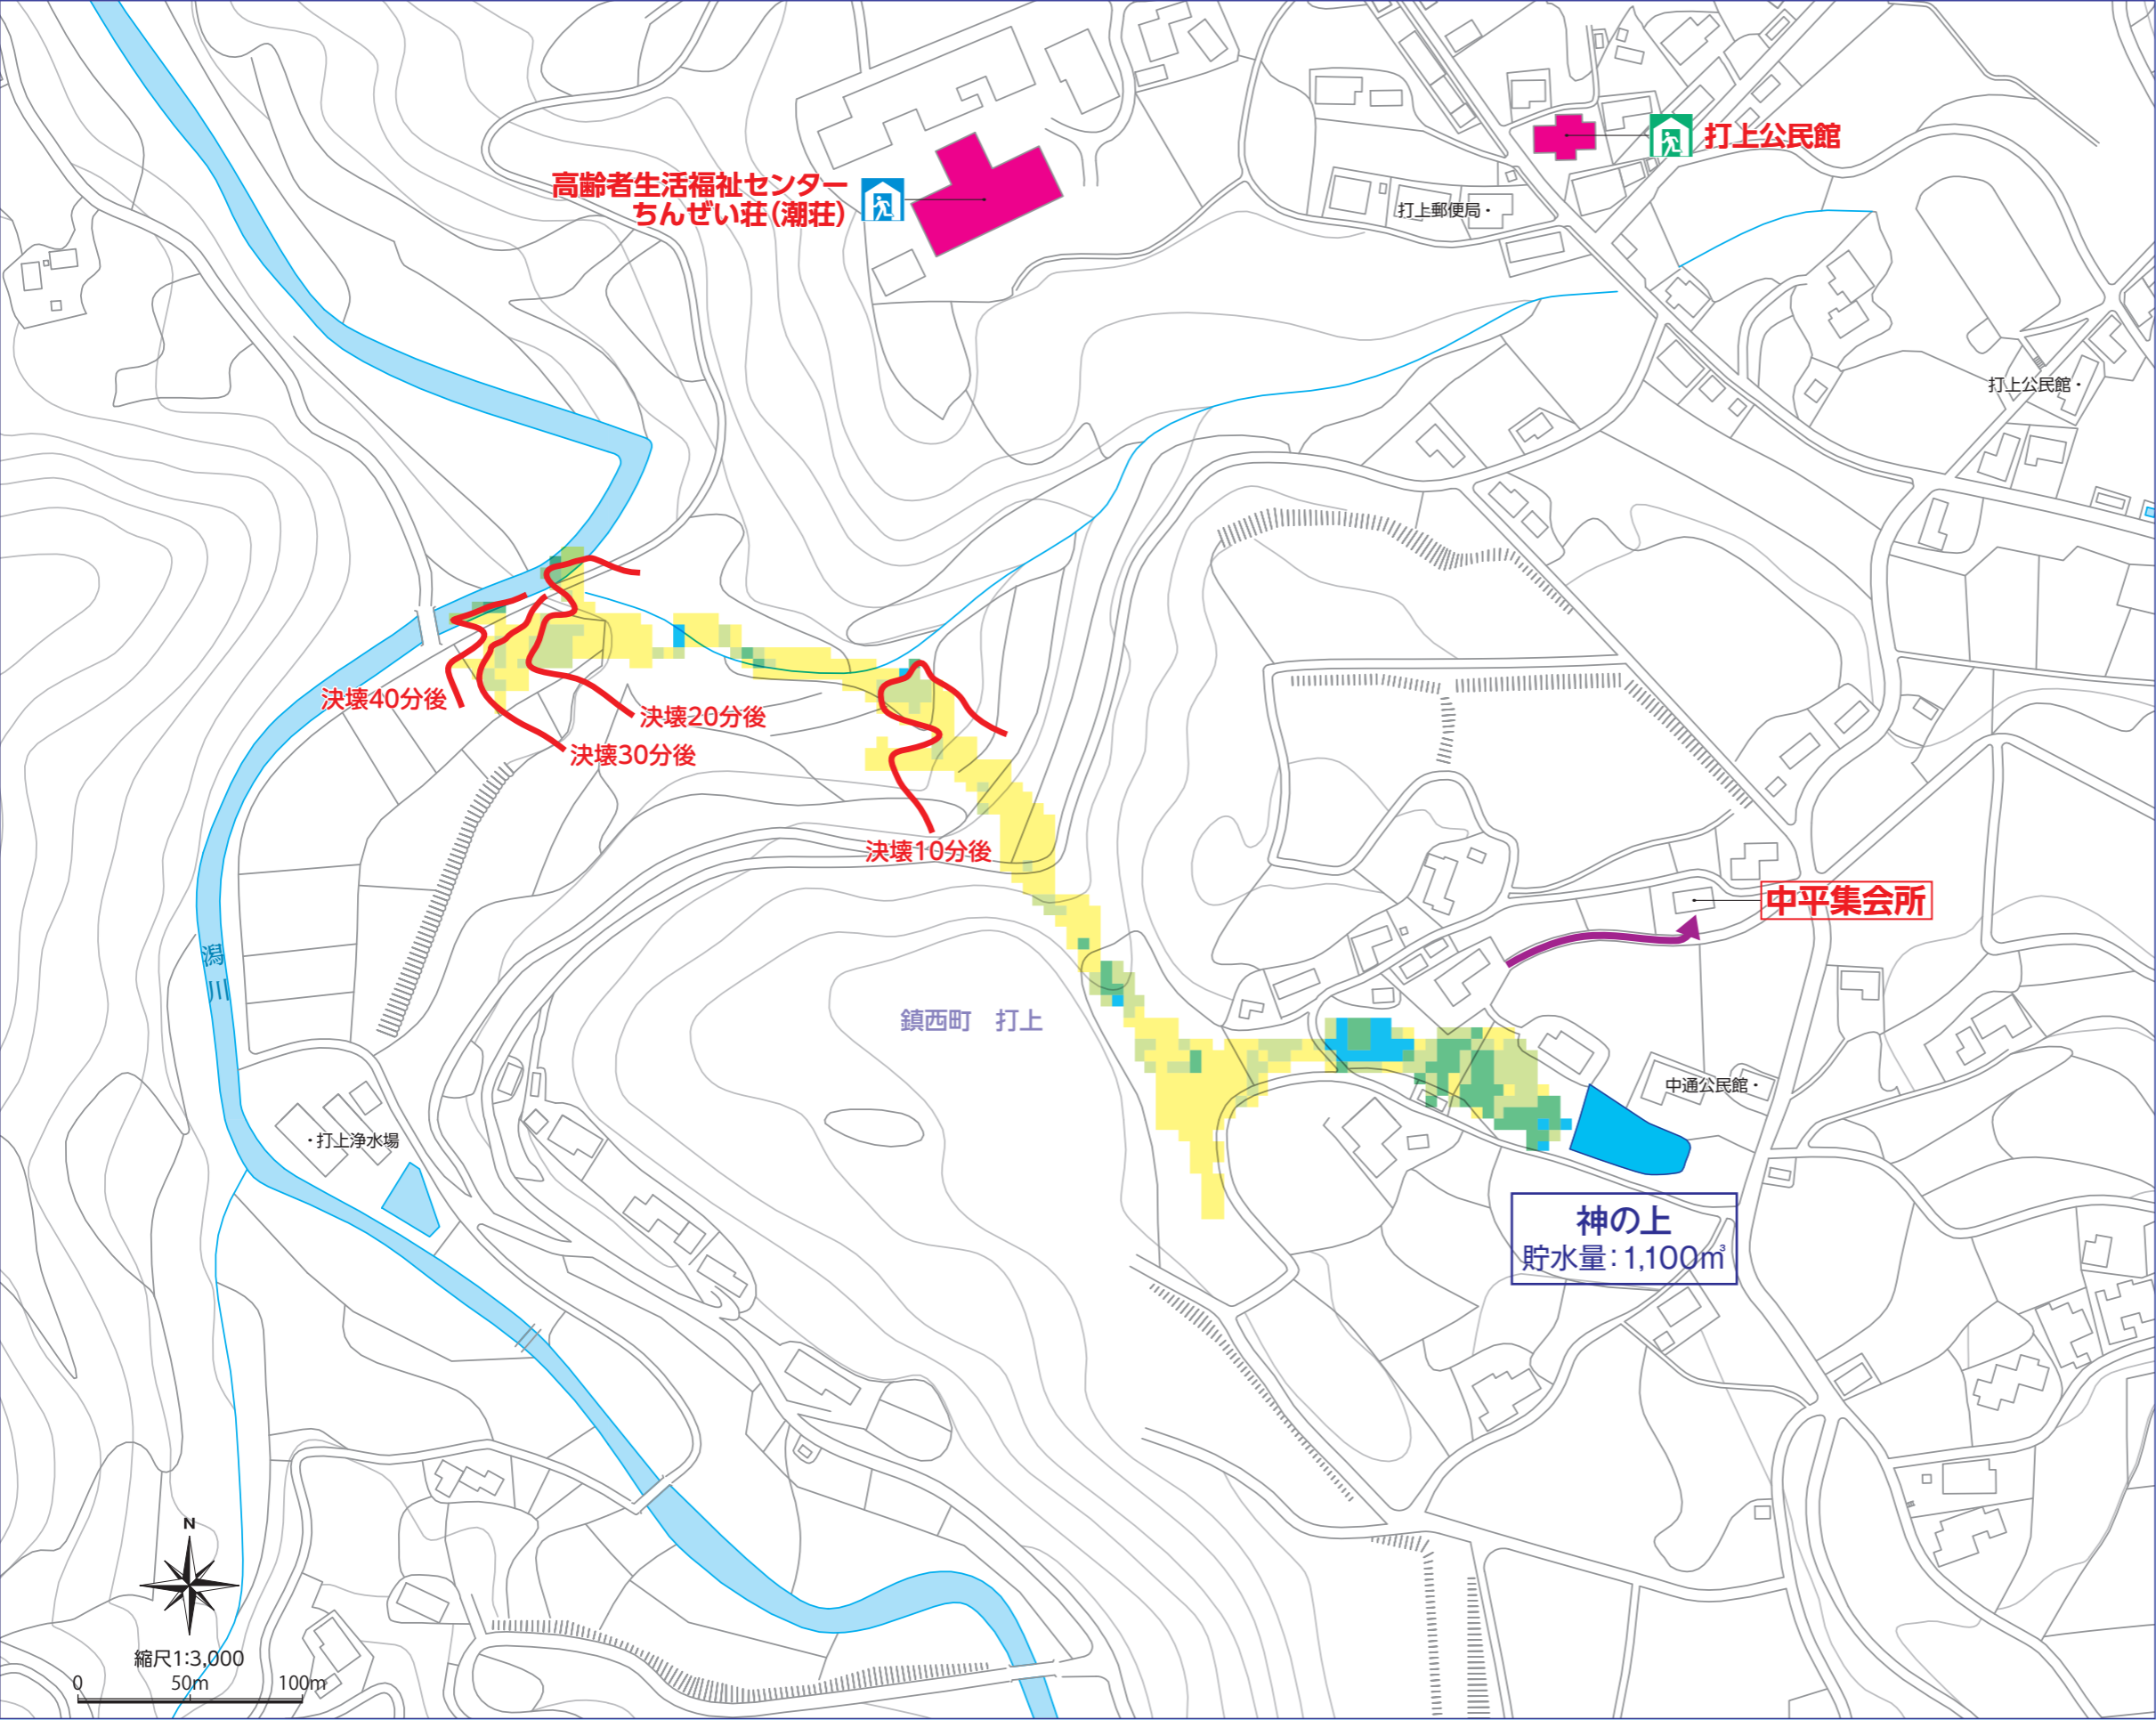 打上公民館
高齢者生活福祉センター
ちんぜい荘(潮荘)
打上郵便局・
打上公民館・
決壊40分後
決壊20分後
決壊30分後
決壊10分後
中平集会所
潟川
鎮西町 打上
中通公民館・
・打上浄水場
神の上
貯水量:1,100㎥
N
縮尺1:3,000
0 50m 100m